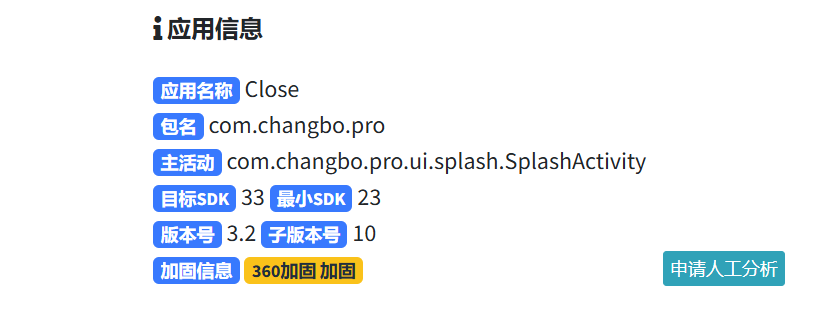 应用信息
应用名称 Close
包名 com.changbo.pro
主活动 com.changbo.pro.ui.splash.SplashActivity
目标SDK 33 最小SDK 23
版本号 3.2 子版本号 10
加固信息 360加固 加固
申请人工分析